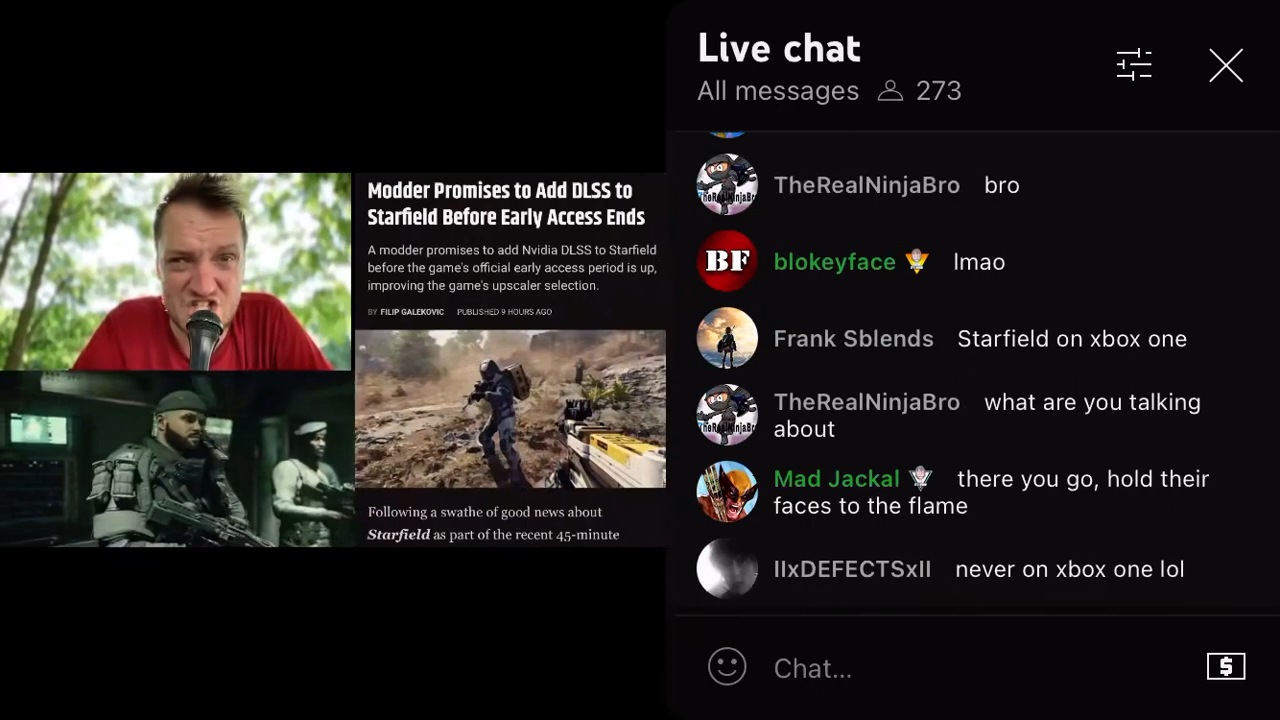 Modder Promises to Add DLSS to
Starfield Before Early Access Ends
A modder promises to add Nvidia DLSS to Starfield
before the game's official early access period is up,
improving the game's upscaler selection.
BY FILIP GALEKOVIC PUBLISHED 9 HOURS AGO
Following a swathe of good news about
Starfield as part of the recent 45-minute
Live chat
All messages 273
TheRealNinjaBro bro
BF
blokeyface lmao
Frank Sblends Starfield on xbox one
TheRealNinjaBro what are you talking
about
Mad Jackal there you go, hold their
faces to the flame
IIxDEFECTSxII never on xbox one lol
Chat...
$